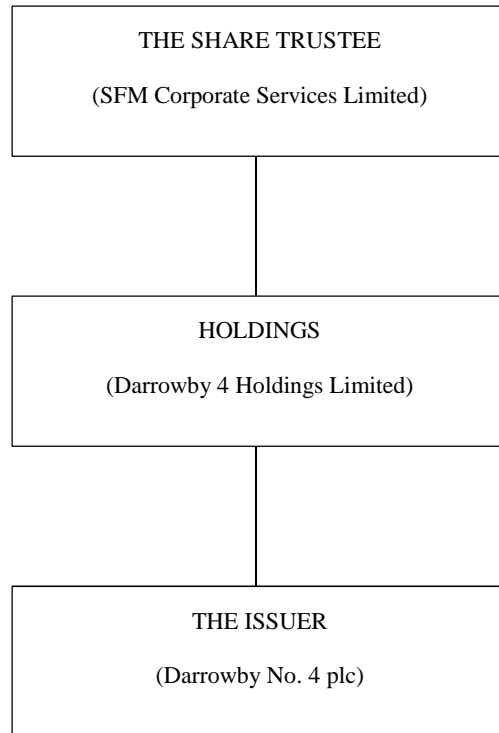 THE SHARE TRUSTEE
(SFM Corporate Services Limited)
HOLDINGS
(Darrowby 4 Holdings Limited)
THE ISSUER
(Darrowby No. 4 plc)